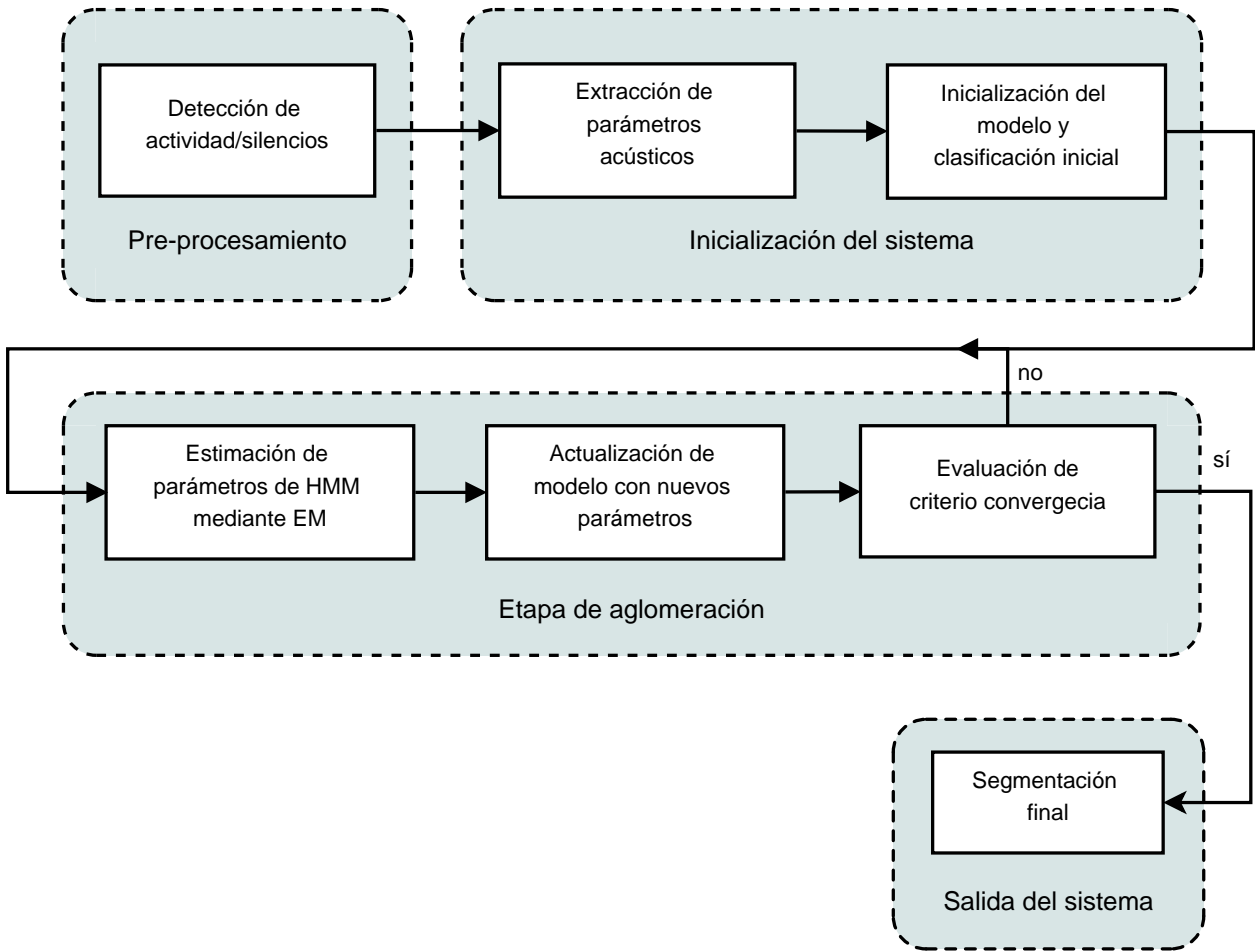 Detección de
actividad/silencios
Pre-procesamiento
Extracción de
parámetros
acústicos
Inicialización del
modelo y
clasificación inicial
Inicialización del sistema
no
sí
Estimación de
parámetros de HMM
mediante EM
Actualización de
modelo con nuevos
parámetros
Evaluación de
criterio convergecia
Etapa de aglomeración
Segmentación
final
Salida del sistema